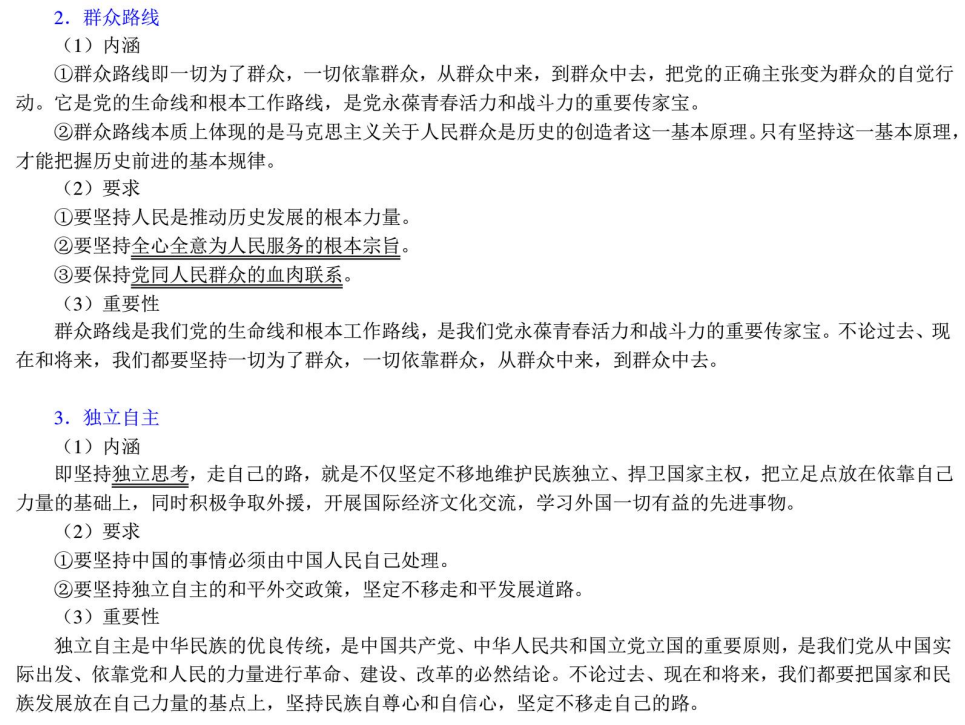 2．群众路线
（1）内涵
①群众路线即一切为了群众，一切依靠群众，从群众中来，到群众中去，把党的正确主张变为群众的自觉行
动。它是党的生命线和根本工作路线，是党永葆青春活力和战斗力的重要传家宝。
②群众路线本质上体现的是马克思主义关于人民群众是历史的创造者这一基本原理。只有坚持这一基本原理，
才能把握历史前进的基本规律。
（2）要求
①要坚持人民是推动历史发展的根本力量。
②要坚持全心全意为人民服务的根本宗旨。
③要保持党同人民群众的血肉联系。
（3）重要性
群众路线是我们党的生命线和根本工作路线，是我们党永葆青春活力和战斗力的重要传家宝。不论过去、现
在和将来，我们都要坚持一切为了群众，一切依靠群众，从群众中来，到群众中去。
3．独立自主
（1）内涵
即坚持独立思考，走自己的路，就是不仅坚定不移地维护民族独立、捍卫国家主权，把立足点放在依靠自己
力量的基础上，同时积极争取外援，开展国际经济文化交流，学习外国一切有益的先进事物。
（2）要求
①要坚持中国的事情必须由中国人民自己处理。
②要坚持独立自主的和平外交政策，坚定不移走和平发展道路。
（3）重要性
独立自主是中华民族的优良传统，是中国共产党、中华人民共和国立党立国的重要原则，是我们党从中国实
际出发、依靠党和人民的力量进行革命、建设、改革的必然结论。不论过去、现在和将来，我们都要把国家和民
族发展放在自己力量的基点上，坚持民族自尊心和自信心，坚定不移走自己的路。